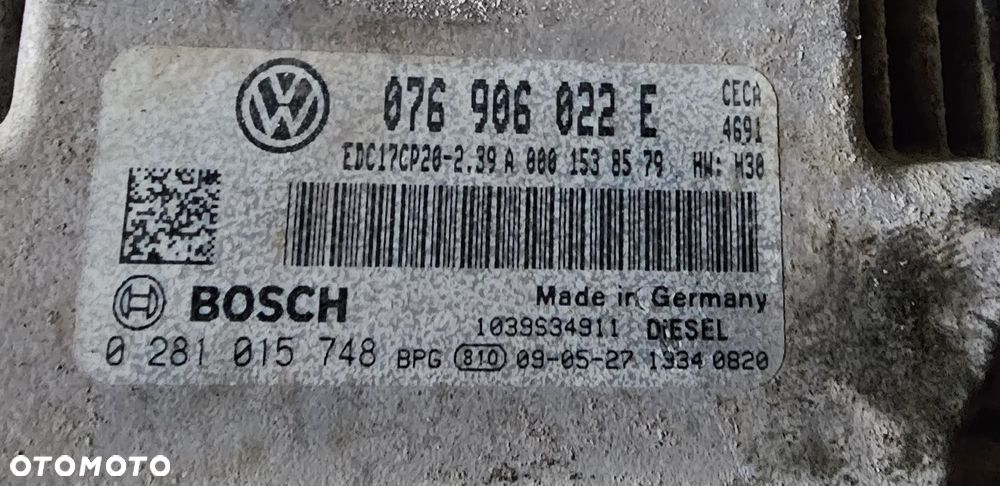 076 906 022 E
CECA
4691
EDC17CP20-2.39 A 000 153 85 79 HW: H30
BOSCH
Made in Germany
1039S34911 DIESEL
0 281 015 748 BPG 810 09-05-27 1334 0820
OTOMOTO